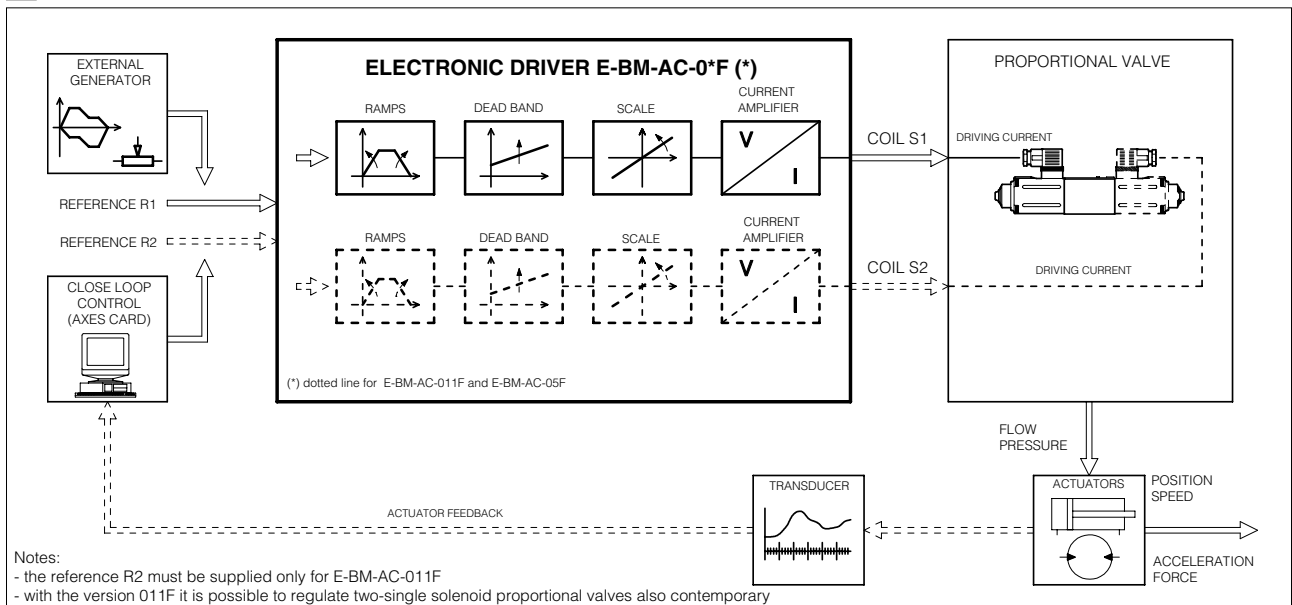 EXTERNAL
GENERATOR
REFERENCE R1
REFERENCE R2
CLOSE LOOP
CONTROL
(AXES CARD)
ELECTRONIC DRIVER E-BM-AC-0*F (*)
RAMPS
DEAD BAND
SCALE
CURRENT
AMPLIFIER
V
I
RAMPS
DEAD BAND
SCALE
CURRENT
AMPLIFIER
V
I
(*) dotted line for E-BM-AC-011F and E-BM-AC-05F
COIL S1
COIL S2
PROPORTIONAL VALVE
DRIVING CURRENT
DRIVING CURRENT
FLOW
PRESSURE
ACTUATORS
POSITION
SPEED
ACCELERATION
FORCE
TRANSDUCER
ACTUATOR FEEDBACK
Notes:
- the reference R2 must be supplied only for E-BM-AC-011F
- with the version 011F it is possible to regulate two-single solenoid proportional valves also contemporary